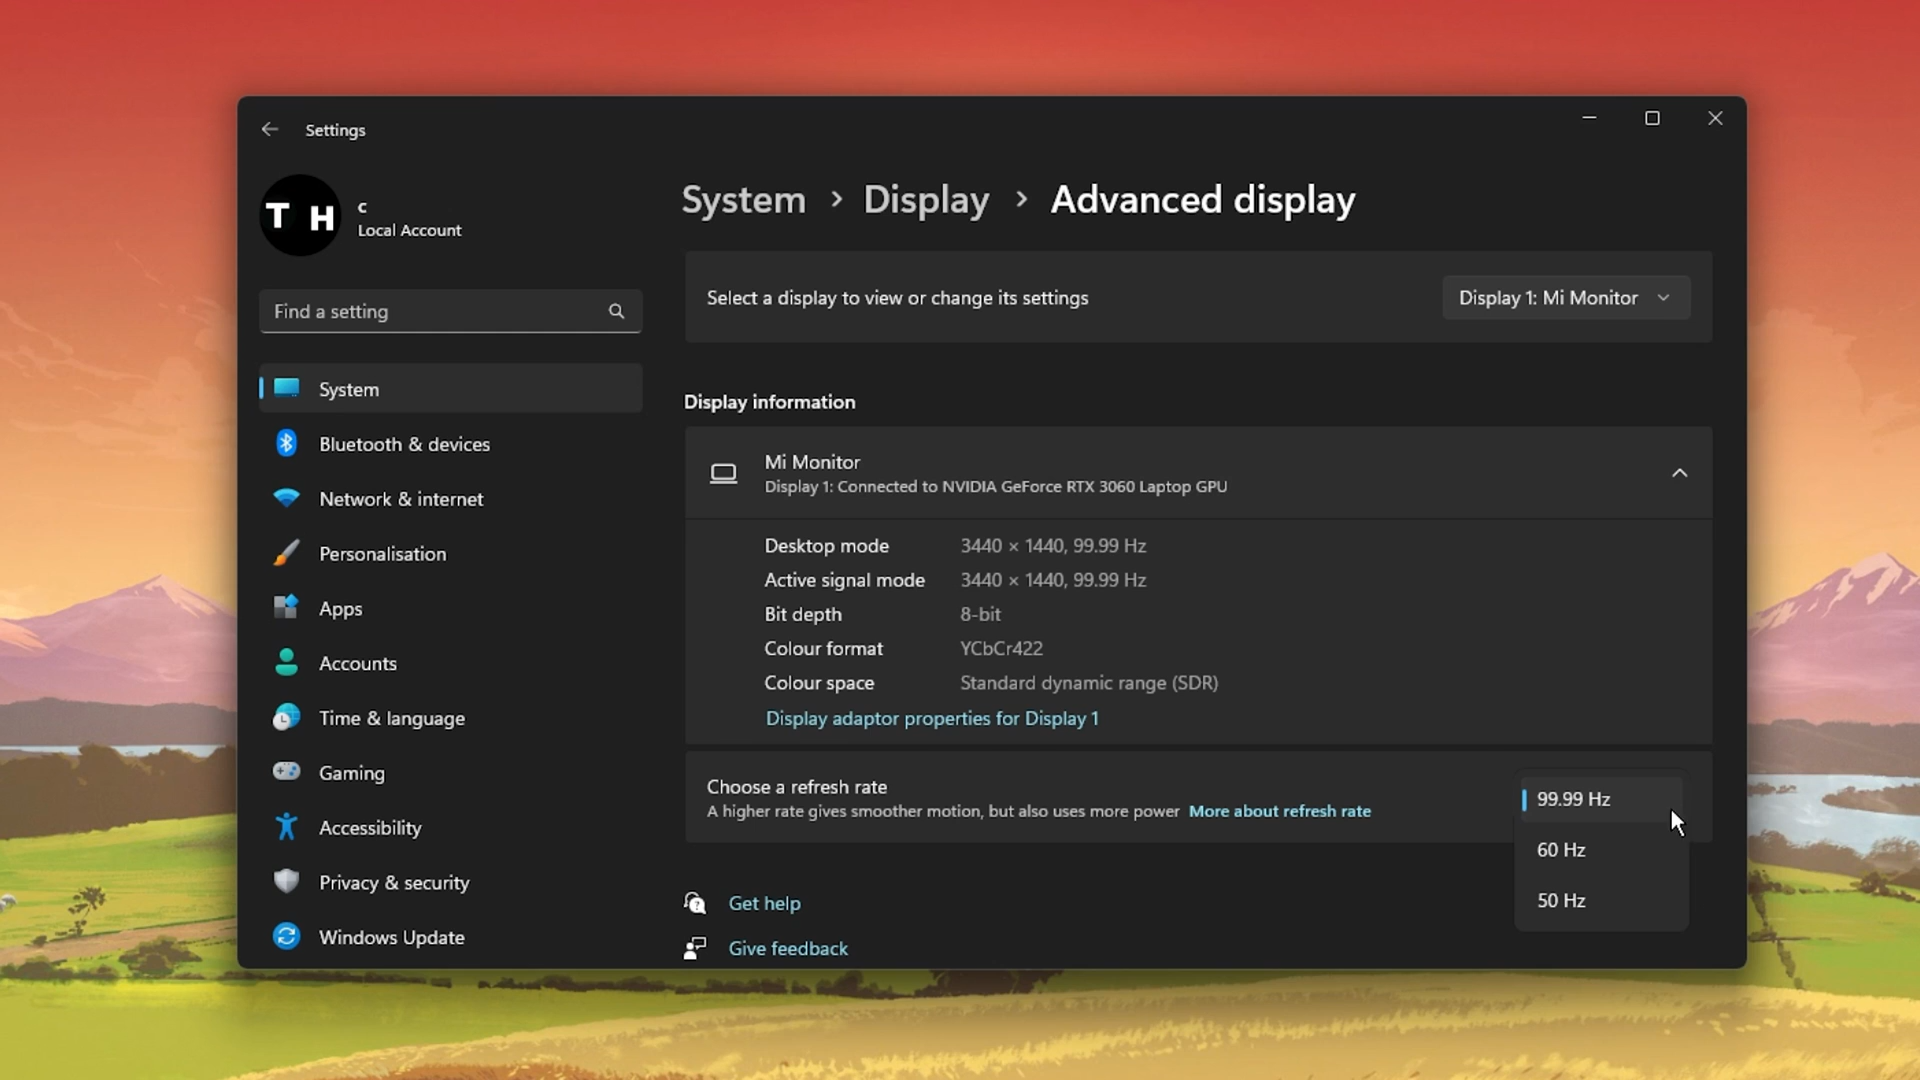 Settings
T H
c
Local Account
Find a setting
System
Bluetooth & devices
Network & internet
Personalisation
Apps
Accounts
Time & language
Gaming
Accessibility
Privacy & security
Windows Update
System > Display > Advanced display
Select a display to view or change its settings
Display 1: Mi Monitor
Display information
Mi Monitor
Display 1: Connected to NVIDIA GeForce RTX 3060 Laptop GPU
Desktop mode 3440 × 1440, 99.99 Hz
Active signal mode 3440 × 1440, 99.99 Hz
Bit depth 8-bit
Colour format YCbCr422
Colour space Standard dynamic range (SDR)
Display adaptor properties for Display 1
Choose a refresh rate
A higher rate gives smoother motion, but also uses more power More about refresh rate
99.99 Hz
60 Hz
50 Hz
Get help
Give feedback